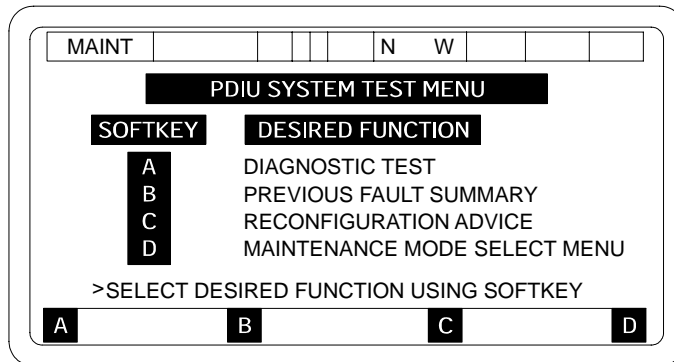 MAINT N W
PDIU SYSTEM TEST MENU
SOFTKEY DESIRED FUNCTION
A DIAGNOSTIC TEST
B PREVIOUS FAULT SUMMARY
C RECONFIGURATION ADVICE
D MAINTENANCE MODE SELECT MENU
>SELECT DESIRED FUNCTION USING SOFTKEY
A B C D